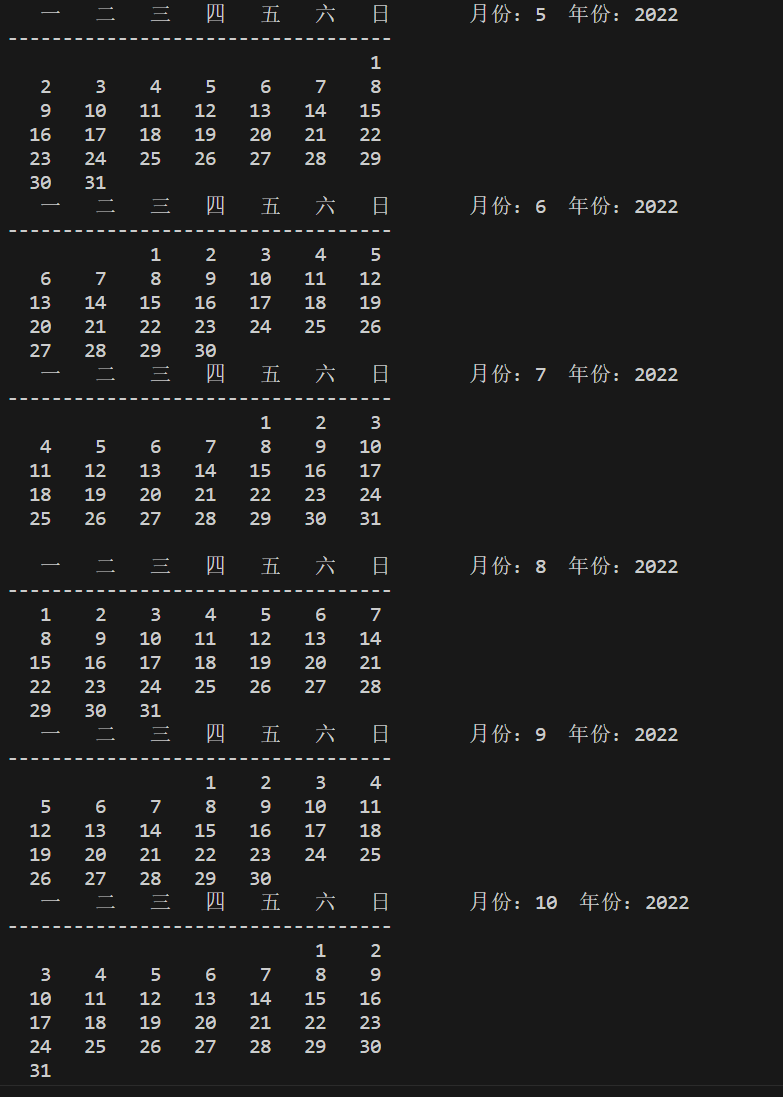 一 二 三 四 五 六 日 月份: 5 年份: 2022
-----------------------------------
1
2 3 4 5 6 7 8
9 10 11 12 13 14 15
16 17 18 19 20 21 22
23 24 25 26 27 28 29
30 31
一 二 三 四 五 六 日 月份: 6 年份: 2022
-----------------------------------
1 2 3 4 5
6 7 8 9 10 11 12
13 14 15 16 17 18 19
20 21 22 23 24 25 26
27 28 29 30
一 二 三 四 五 六 日 月份: 7 年份: 2022
-----------------------------------
1 2 3
4 5 6 7 8 9 10
11 12 13 14 15 16 17
18 19 20 21 22 23 24
25 26 27 28 29 30 31
一 二 三 四 五 六 日 月份: 8 年份: 2022
-----------------------------------
1 2 3 4 5 6 7
8 9 10 11 12 13 14
15 16 17 18 19 20 21
22 23 24 25 26 27 28
29 30 31
一 二 三 四 五 六 日 月份: 9 年份: 2022
-----------------------------------
1 2 3 4
5 6 7 8 9 10 11
12 13 14 15 16 17 18
19 20 21 22 23 24 25
26 27 28 29 30
一 二 三 四 五 六 日 月份: 10 年份: 2022
-----------------------------------
1 2
3 4 5 6 7 8 9
10 11 12 13 14 15 16
17 18 19 20 21 22 23
24 25 26 27 28 29 30
31